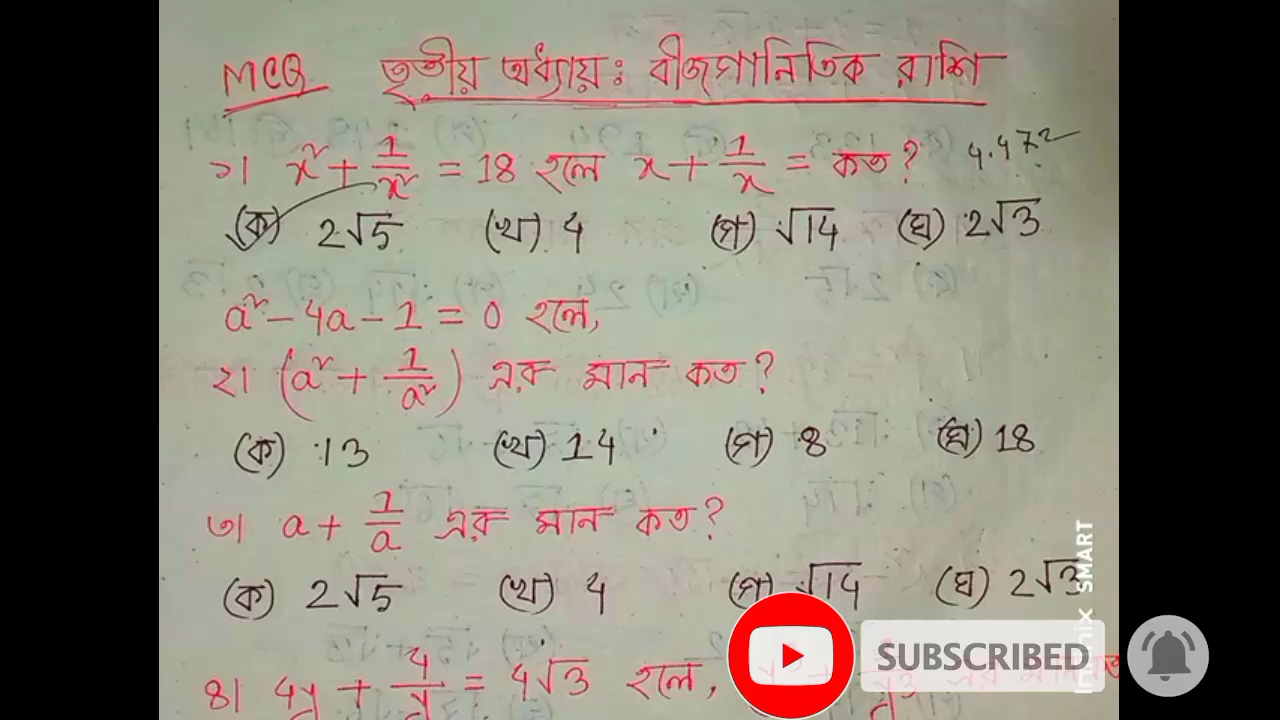 MCQ তৃতীয় অধ্যায়ঃ বীজগানিতিক রাশি
১। x² + 1/x² = 18 হলে x + 1/x = কত?
(ক) 2√5 (খ) 4 (গ) √14 (ঘ) 2√3
a² - 4a - 1 = 0 হলে,
২। (a² + 1/a²) এর মান কত?
(ক) 13 (খ) 14 (গ) 8 (ঘ) 18
৩। a + 1/a এর মান কত?
(ক) 2√5 (খ) 4 (গ) √14 (ঘ) 2√3
৪। 4y + 4/y = 4√3 হলে,
SUBSCRIBED
SMART